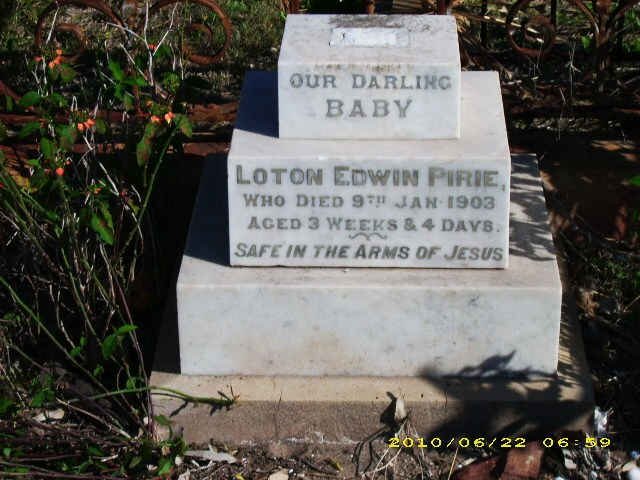 OUR DARLING
BABY
LOTON EDWIN PIRIE,
WHO DIED 9TH JAN 1903
AGED 3 WEEKS & 4 DAYS.
SAFE IN THE ARMS OF JESUS
2010/06/22 06:59